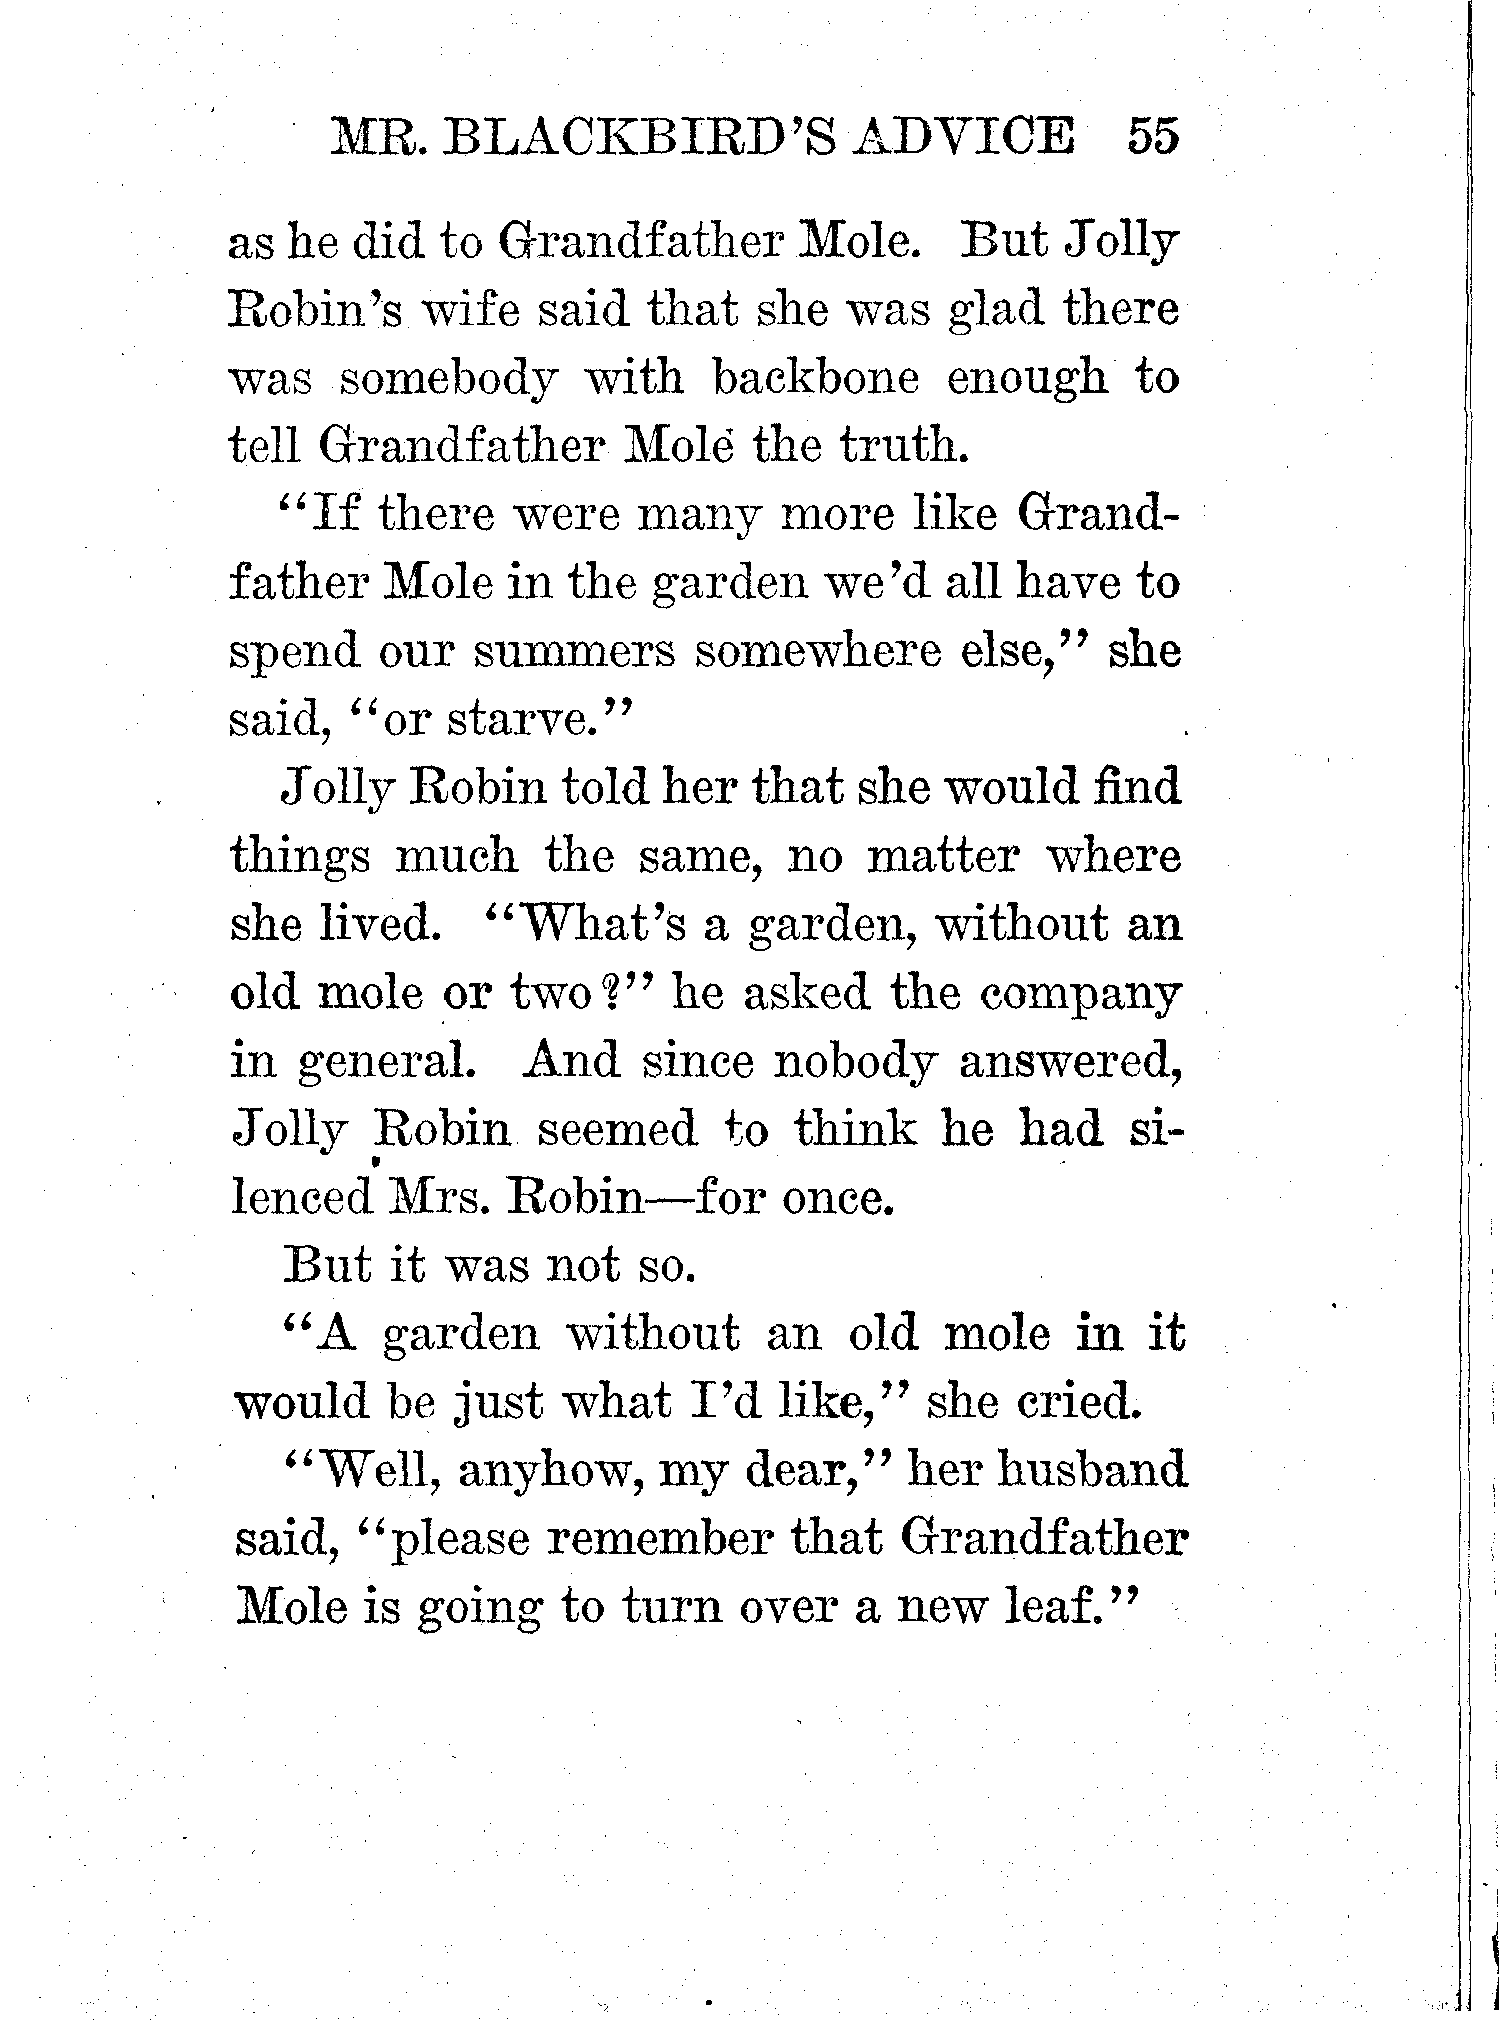 MR. BLACKBIRD'S ADVICE 55
as he did to Grandfather Mole. But Jolly
Robin's wife said that she was glad there
was somebody with backbone enough to
tell Grandfather Mole the truth.
"If there were many more like Grand-
father Mole in the garden we'd all have to
spend our summers somewhere else," she
said, "or starve."
Jolly Robin told her that she would find
things much the same, no matter where
she lived. "What's a garden, without an
old mole or two?" he asked the company
in general. And since nobody answered,
Jolly Robin seemed to think he had si-
lenced Mrs. Robin—for once.
But it was not so.
"A garden without an old mole in it
would be just what I'd like," she cried.
"Well, anyhow, my dear," her husband
said, "please remember that Grandfather
Mole is going to turn over a new leaf."